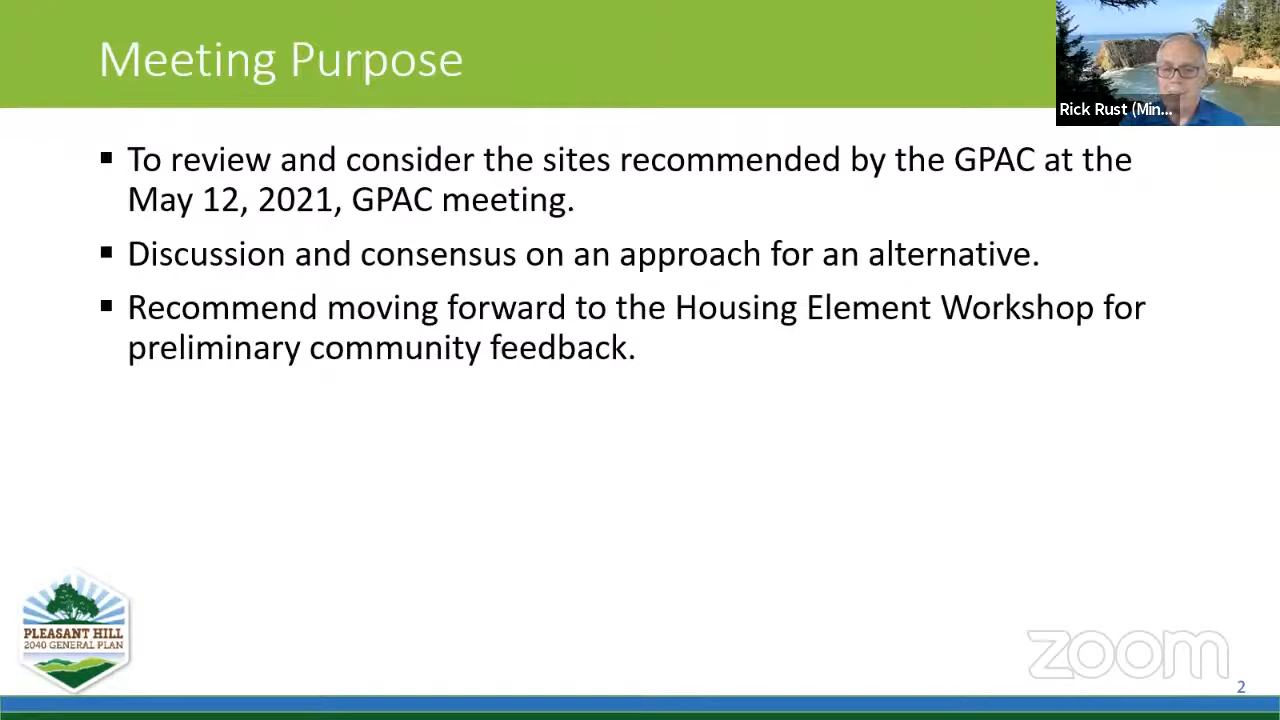 Meeting Purpose
Rick Rust (Min...
▪ To review and consider the sites recommended by the GPAC at the
May 12, 2021, GPAC meeting.
▪ Discussion and consensus on an approach for an alternative.
▪ Recommend moving forward to the Housing Element Workshop for
preliminary community feedback.
PLEASANT HILL
2040 GENERAL PLAN
zoom
2